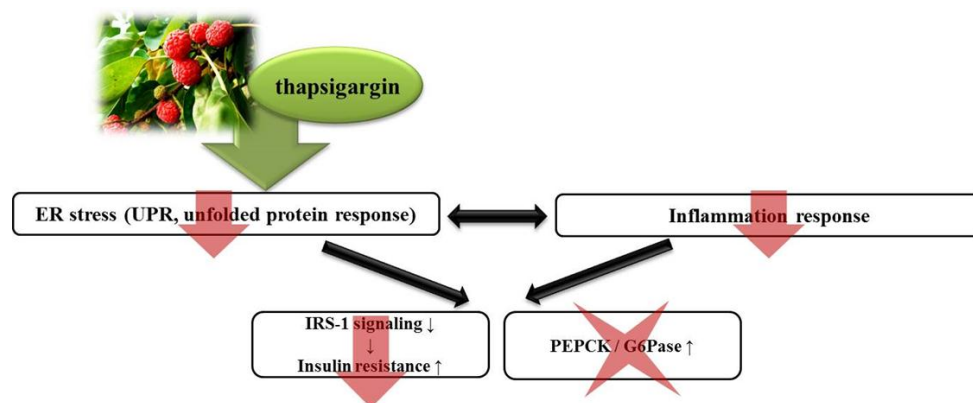 thapsigargin
ER stress (UPR, unfolded protein response)
Inflammation response
IRS-1 signaling ↓
↓
Insulin resistance ↑
PEPCK / G6Pase ↑